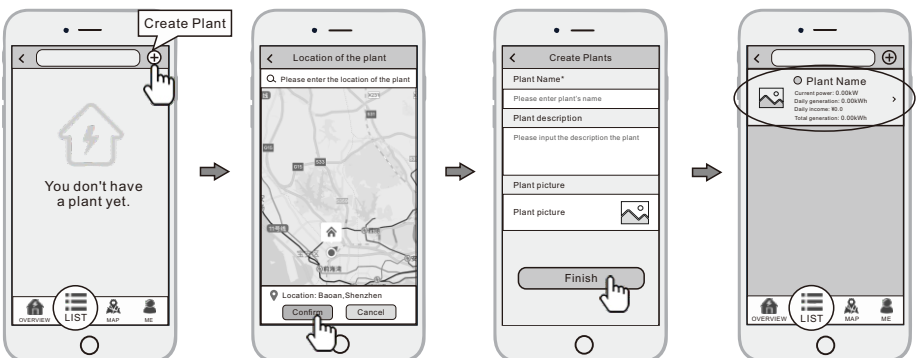 Create Plant
You don't have
a plant yet.
OVERVIEW
LIST
MAP
ME
Location of the plant
Please enter the location of the plant
Location: Baoan,Shenzhen
Confirm
Cancel
Create Plants
Plant Name*
Please enter plant's name
Plant description
Please input the description the plant
Plant picture
Plant picture
Finish
Plant Name
Current power: 0.00kW
Daily generation: 0.00kWh
Daily income: ¥0.0
Total generation: 0.00kWh
OVERVIEW
LIST
MAP
ME